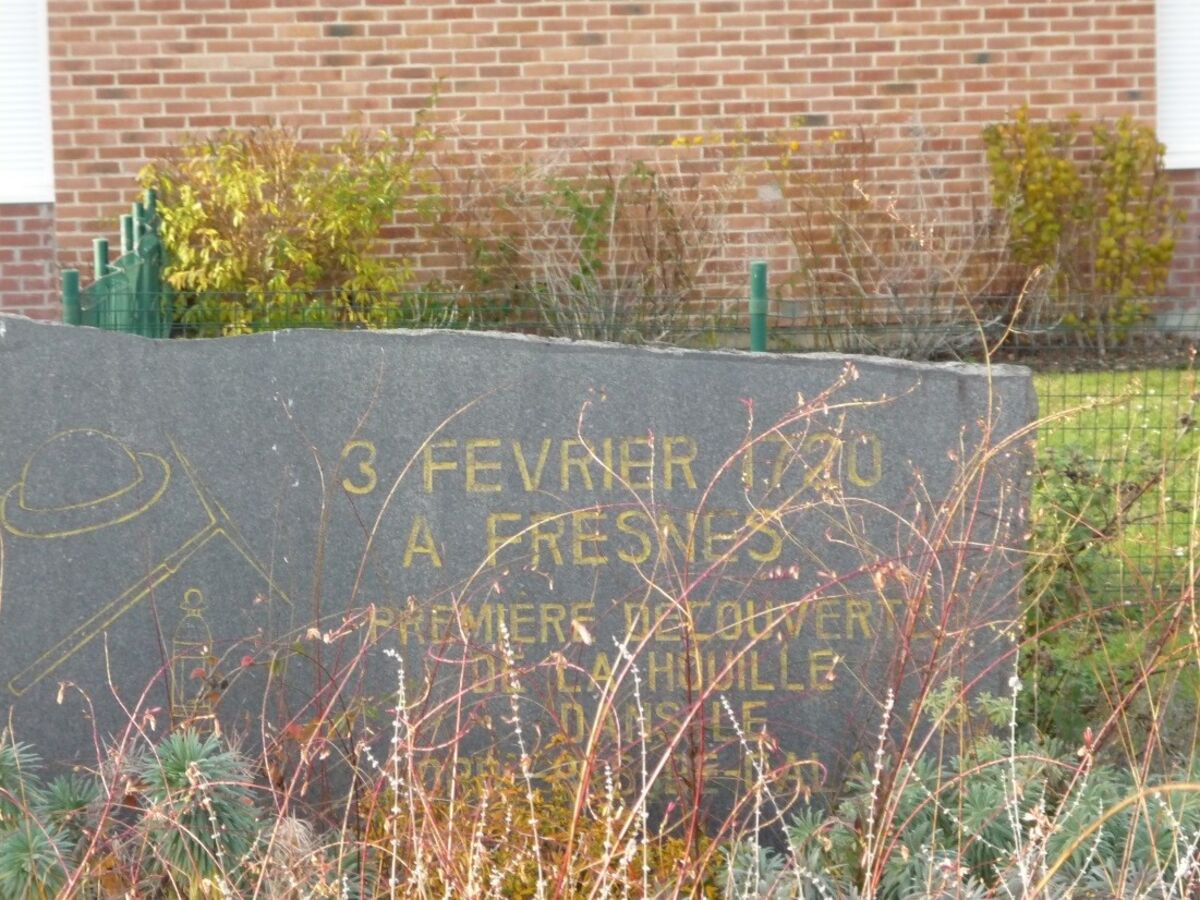 3 FEVRIER 1720
A FRESNES
PREMIÈRE DECOUVERTE
DE LA HOUILLE
DANS LE